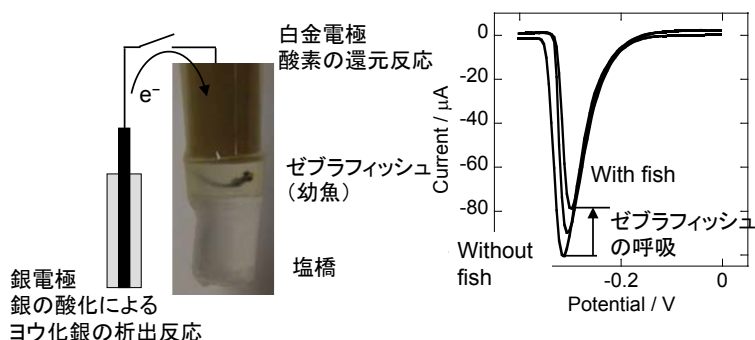 白金電極
酸素の還元反応
e⁻
ゼブラフィッシュ
(幼魚)
塩橋
銀電極
銀の酸化による
ヨウ化銀の析出反応
0
-20
-40
-60
-80
Current / μA
With fish
Without
fish
ゼブラフィッシュ
の呼吸
-0.2
0
Potential / V